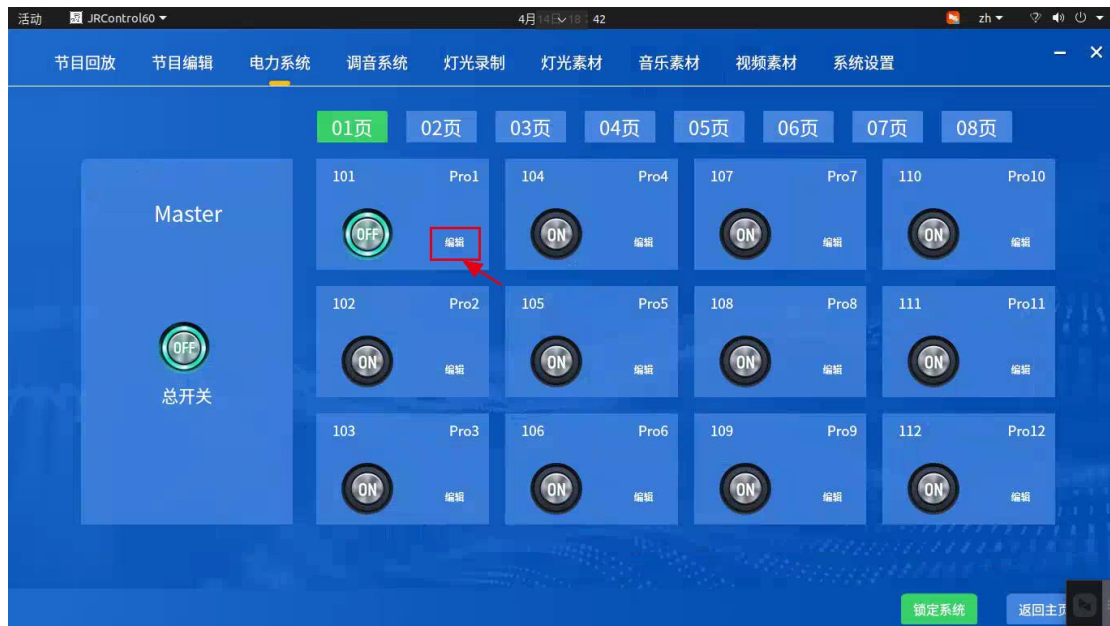 活动 JRControl60 4月14日 18：42 zh
节目回放 节目编辑 电力系统 调音系统 灯光录制 灯光素材 音乐素材 视频素材 系统设置
01页 02页 03页 04页 05页 06页 07页 08页
Master
OFF
总开关
101 Pro1
OFF 编辑
104 Pro4
ON 编辑
107 Pro7
ON 编辑
110 Pro10
ON 编辑
102 Pro2
ON 编辑
105 Pro5
ON 编辑
108 Pro8
ON 编辑
111 Pro11
ON 编辑
103 Pro3
ON 编辑
106 Pro6
ON 编辑
109 Pro9
ON 编辑
112 Pro12
ON 编辑
锁定系统 返回主页